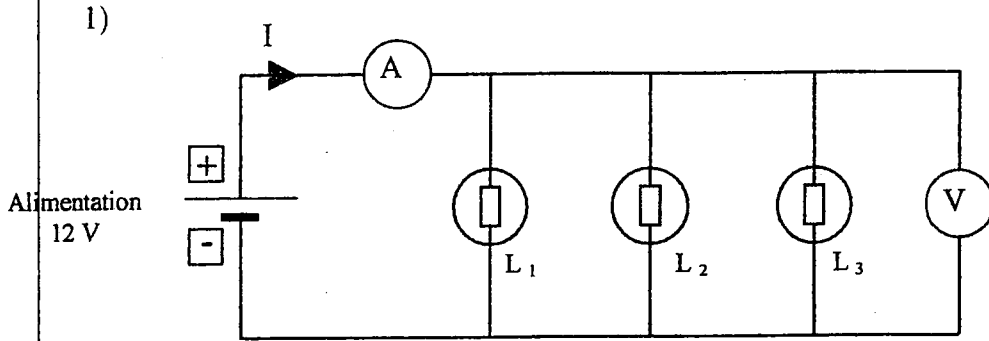 1)
I
A
+
Alimentation
12 V
-
L 1
L 2
L 3
V